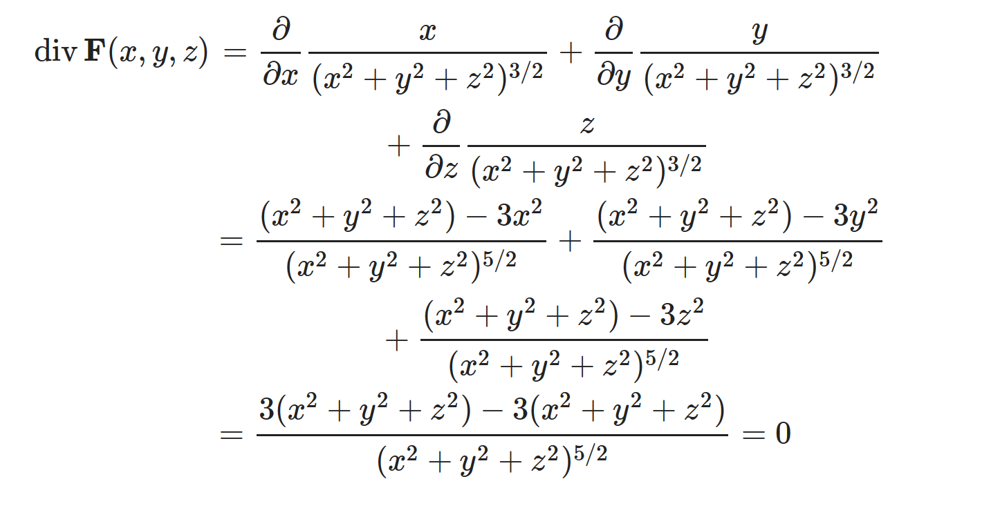 div 𝐅(x, y, z) = ∂/∂x x/(x² + y² + z²)^{3/2} + ∂/∂y y/(x² + y² + z²)^{3/2}
+ ∂/∂z z/(x² + y² + z²)^{3/2}
= ((x² + y² + z²) − 3x²)/(x² + y² + z²)^{5/2} + ((x² + y² + z²) − 3y²)/(x² + y² + z²)^{5/2}
+ ((x² + y² + z²) − 3z²)/(x² + y² + z²)^{5/2}
= (3(x² + y² + z²) − 3(x² + y² + z²))/(x² + y² + z²)^{5/2} = 0